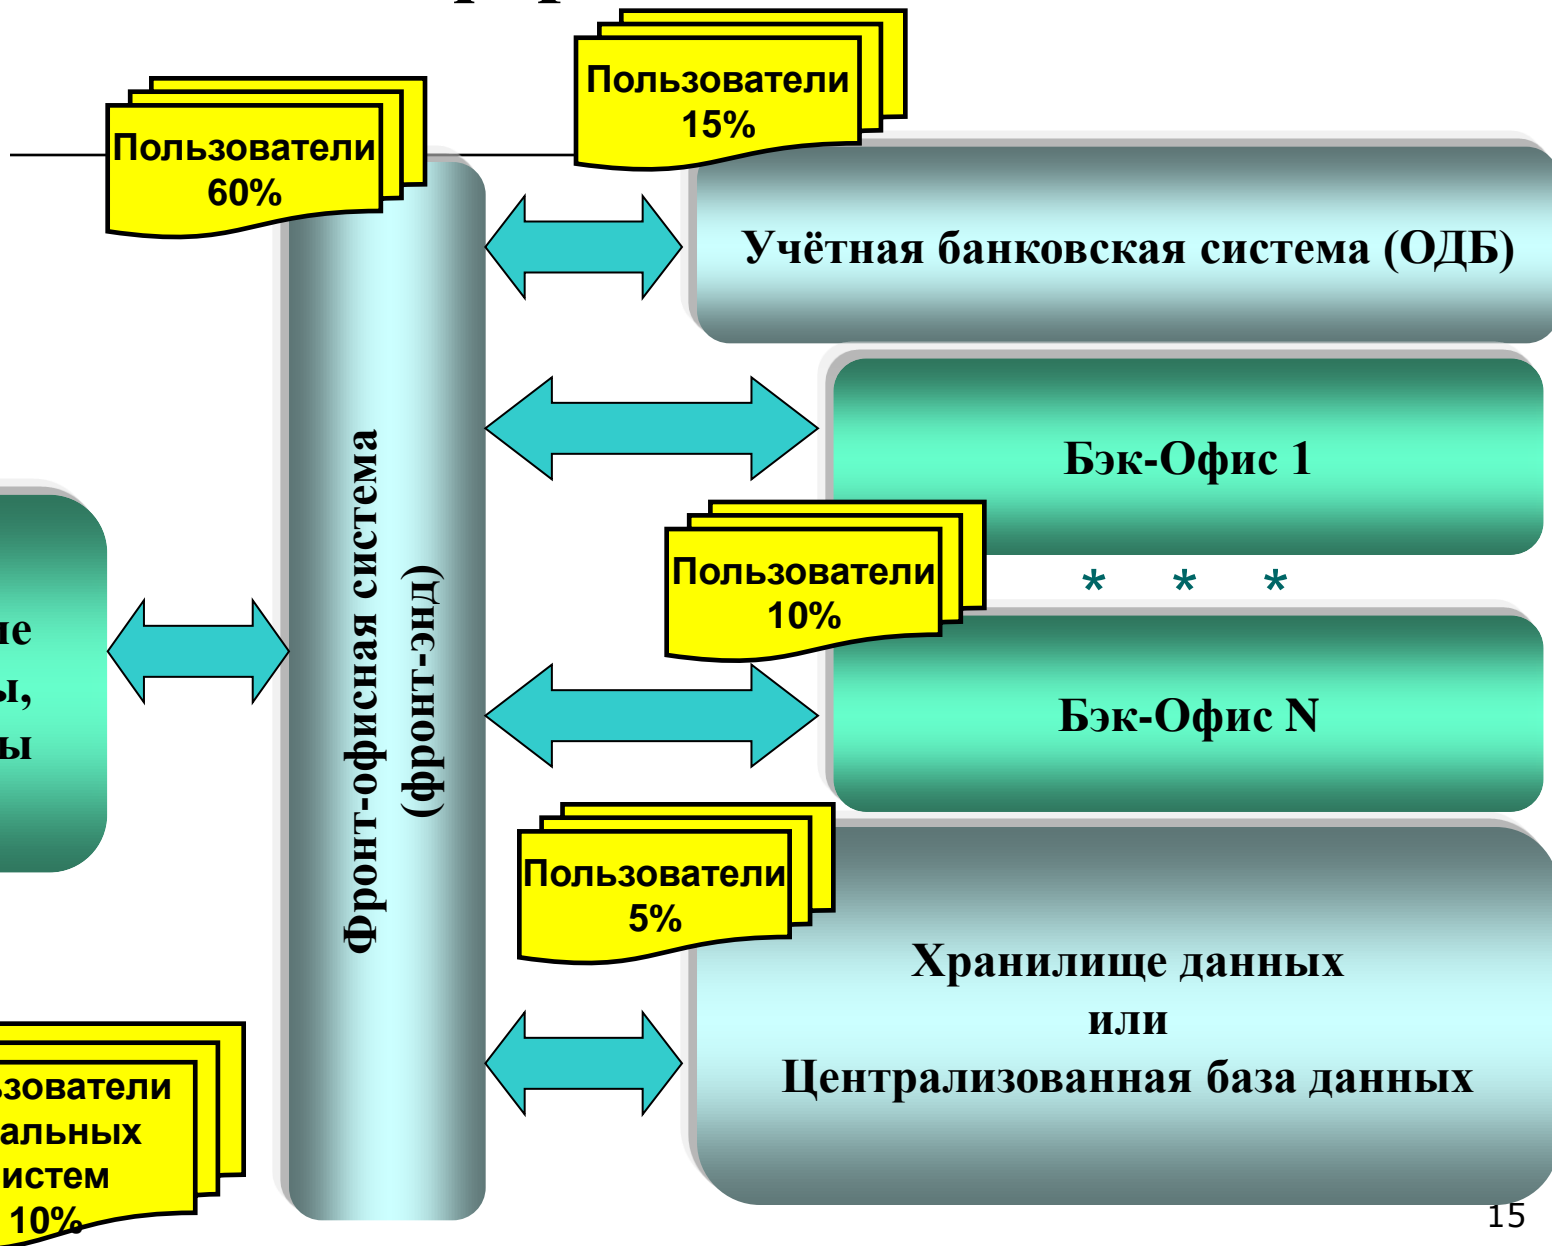 Пользователи
15%
Пользователи
60%
Учётная банковская система (ОДБ)
Бэк-Офис 1
Фронт-офисная система
(фронт-энд)
Пользователи
10%
* * *
Бэк-Офис N
ы
Пользователи
5%
Хранилище данных
или
Централизованная база данных
10%
15